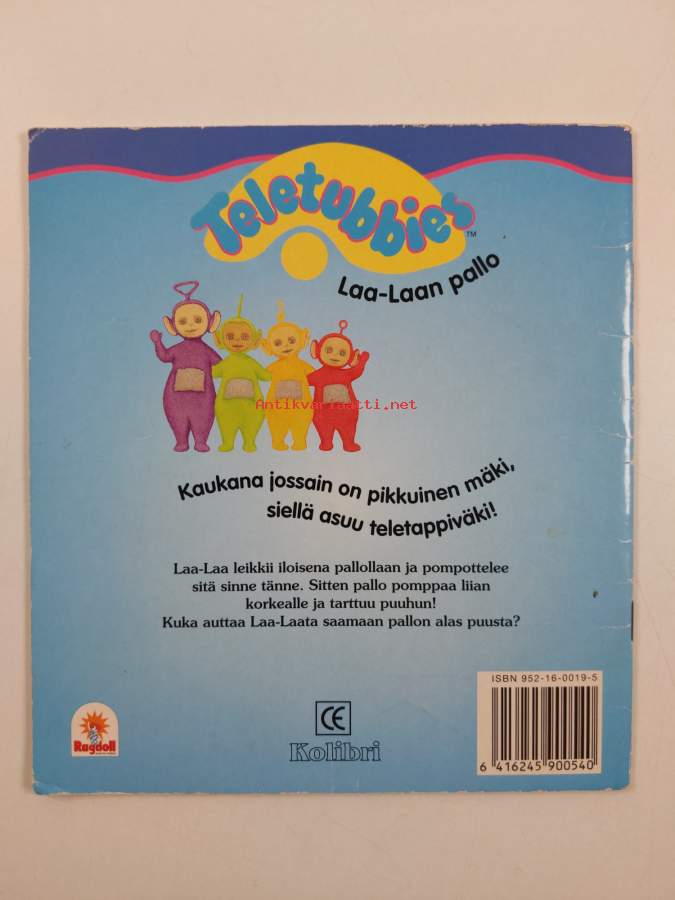 Teletubbies™
Laa-Laan pallo
Antikvariaatti.net
Kaukana jossain on pikkuinen mäki,
siellä asuu teletappiväki!
Laa-Laa leikkii iloisena pallollaan ja pompottelee
sitä sinne tänne. Sitten pallo pomppaa liian
korkealle ja tarttuu puuhun!
Kuka auttaa Laa-Laata saamaan pallon alas puusta?
ISBN 952-16-0019-5
6 416245 900540
Ragdoll
CE
Kolibri